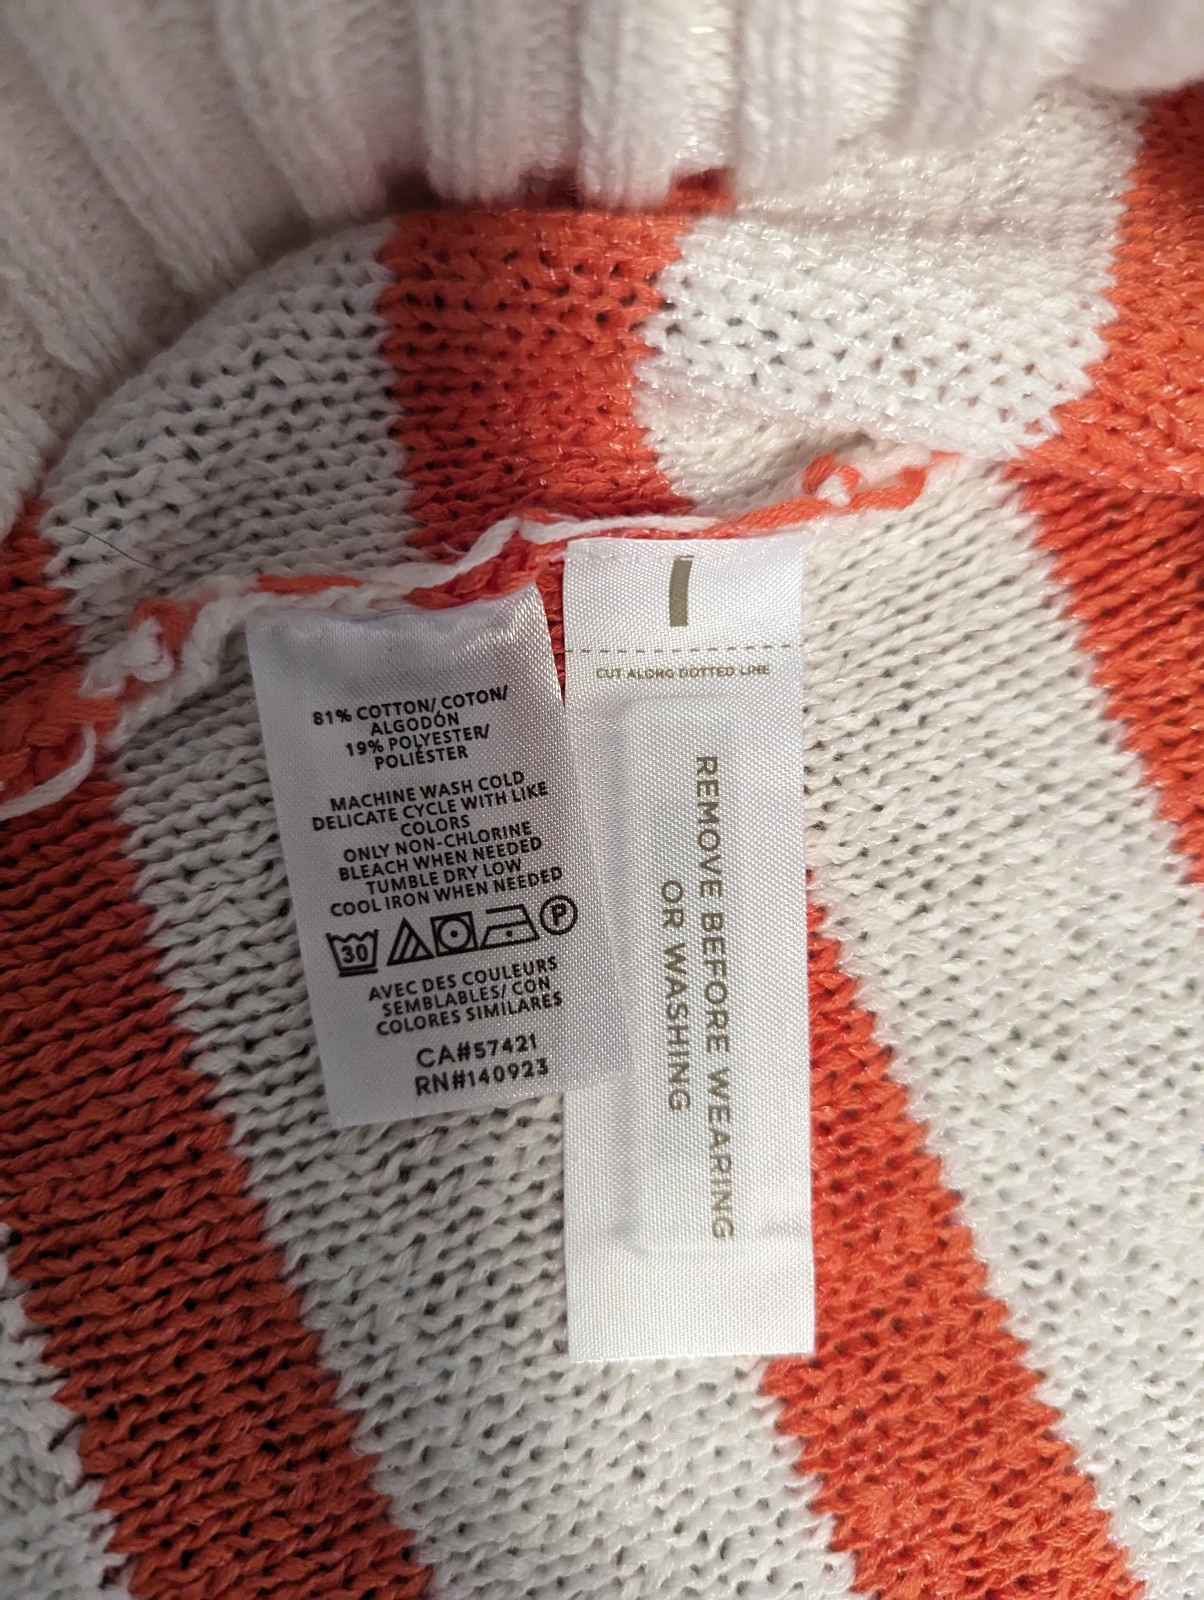 81% COTTON/ COTON/
ALGODÓN
19% POLYESTER/
POLIÉSTER
MACHINE WASH COLD
DELICATE CYCLE WITH LIKE
COLORS
ONLY NON-CHLORINE
BLEACH WHEN NEEDED
TUMBLE DRY LOW
COOL IRON WHEN NEEDED
30 P
AVEC DES COULEURS
SEMBLABLES/ CON
COLORES SIMILARES
CA#57421
RN#140923
CUT ALONG DOTTED LINE
REMOVE BEFORE WEARING
OR WASHING